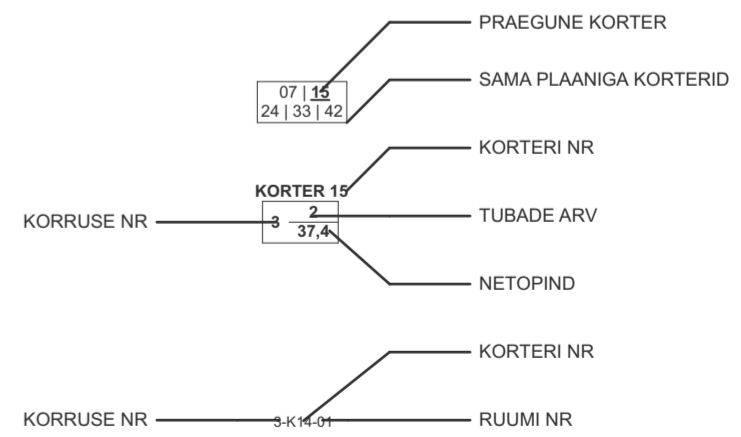 PRAEGUNE KORTER
07 | 15
24 | 33 | 42
SAMA PLAANIGA KORTERID
KORTERI NR
KORTER 15
KORRUSE NR
3
2
37,4
TUBADE ARV
NETOPIND
KORTERI NR
KORRUSE NR
3-K14-01
RUUMI NR